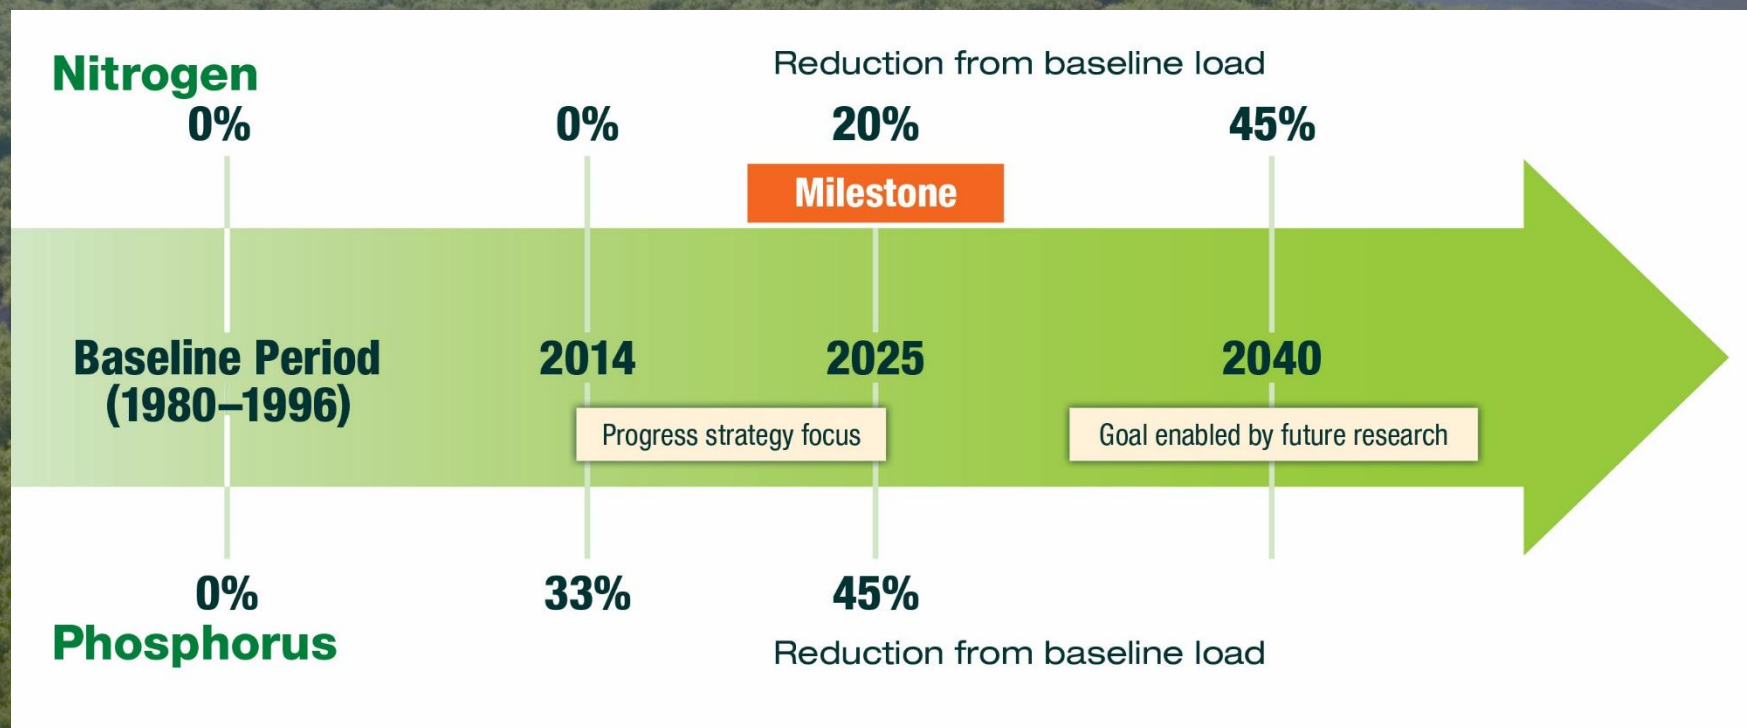 Nitrogen
Reduction from baseline load
0% 0% 20% 45%
Milestone
Baseline Period
(1980–1996)
2014 2025 2040
Progress strategy focus
Goal enabled by future research
0% 33% 45%
Phosphorus
Reduction from baseline load